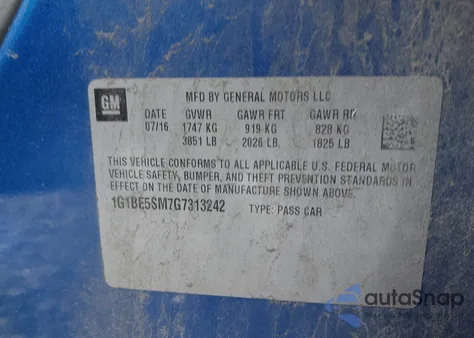 GM
MFD BY GENERAL MOTORS LLC
DATE GVWR GAWR FRT GAWR RR
07/16 1747 KG 919 KG 828 KG
3851 LB 2026 LB 1825 LB
THIS VEHICLE CONFORMS TO ALL APPLICABLE U.S. FEDERAL MOTOR
VEHICLE SAFETY, BUMPER, AND THEFT PREVENTION STANDARDS IN
EFFECT ON THE DATE OF MANUFACTURE SHOWN ABOVE.
1G1BE5SM7G7313242 TYPE: PASS CAR
autoSnap